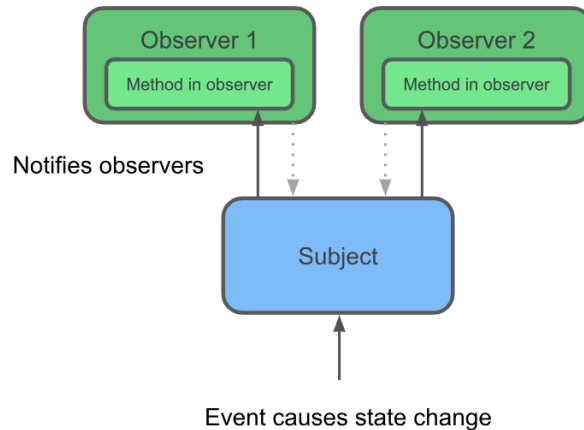 Observer 1
Observer 2
Method in observer
Method in observer
Notifies observers
Subject
Event causes state change